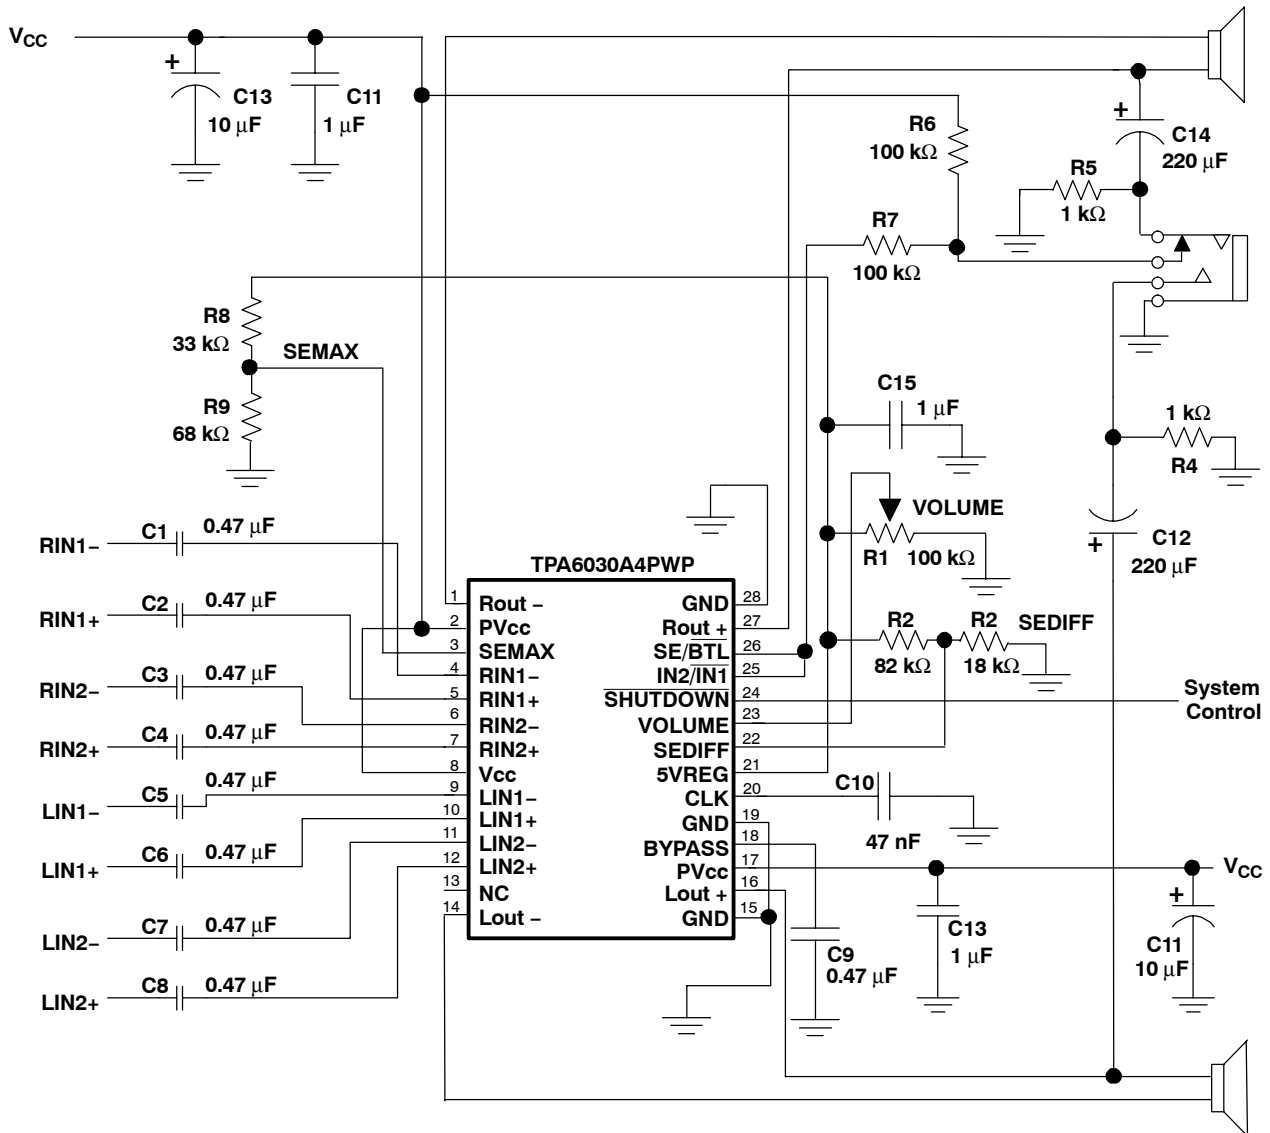 VCC
+
C13
10 µF
C11
1 µF
R6
100 kΩ
+
C14
220 µF
R5
1 kΩ
R7
100 kΩ
R8
33 kΩ
SEMAX
R9
68 kΩ
C15
1 µF
1 kΩ
R4
VOLUME
R1
100 kΩ
C12
+
220 µF
RIN1−
C1
0.47 µF
RIN1+
C2
0.47 µF
RIN2−
C3
0.47 µF
RIN2+
C4
0.47 µF
LIN1−
C5
0.47 µF
LIN1+
C6
0.47 µF
LIN2−
C7
0.47 µF
LIN2+
C8
0.47 µF
TPA6030A4PWP
1 Rout −
2 PVcc
3 SEMAX
4 RIN1−
5 RIN1+
6 RIN2−
7 RIN2+
8 Vcc
9 LIN1−
10 LIN1+
11 LIN2−
12 LIN2+
13 NC
14 Lout −
GND 28
Rout + 27
SE/BTL 26
IN2/IN1 25
SHUTDOWN 24
VOLUME 23
SEDIFF 22
5VREG 21
CLK 20
GND 19
BYPASS 18
PVcc 17
Lout + 16
GND 15
R2
82 kΩ
R2
18 kΩ
SEDIFF
System
Control
C10
47 nF
VCC
C9
0.47 µF
C13
1 µF
+
C11
10 µF